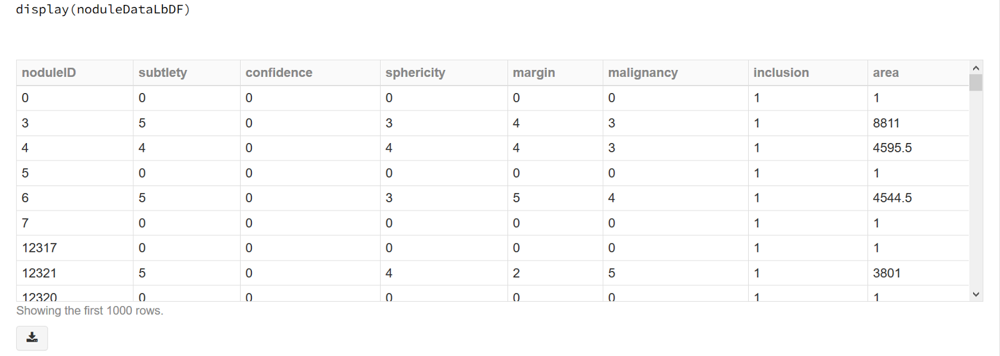 display(noduleDataLbDF)
noduleID subtlety confidence sphericity margin malignancy inclusion area
0 0 0 0 0 0 1 1
3 5 0 3 4 3 1 8811
4 4 0 4 4 3 1 4595.5
5 0 0 0 0 0 1 1
6 5 0 3 5 4 1 4544.5
7 0 0 0 0 0 1 1
12317 0 0 0 0 0 1 1
12321 5 0 4 2 5 1 3801
12320 0 0 0 0 0 1 1
Showing the first 1000 rows.